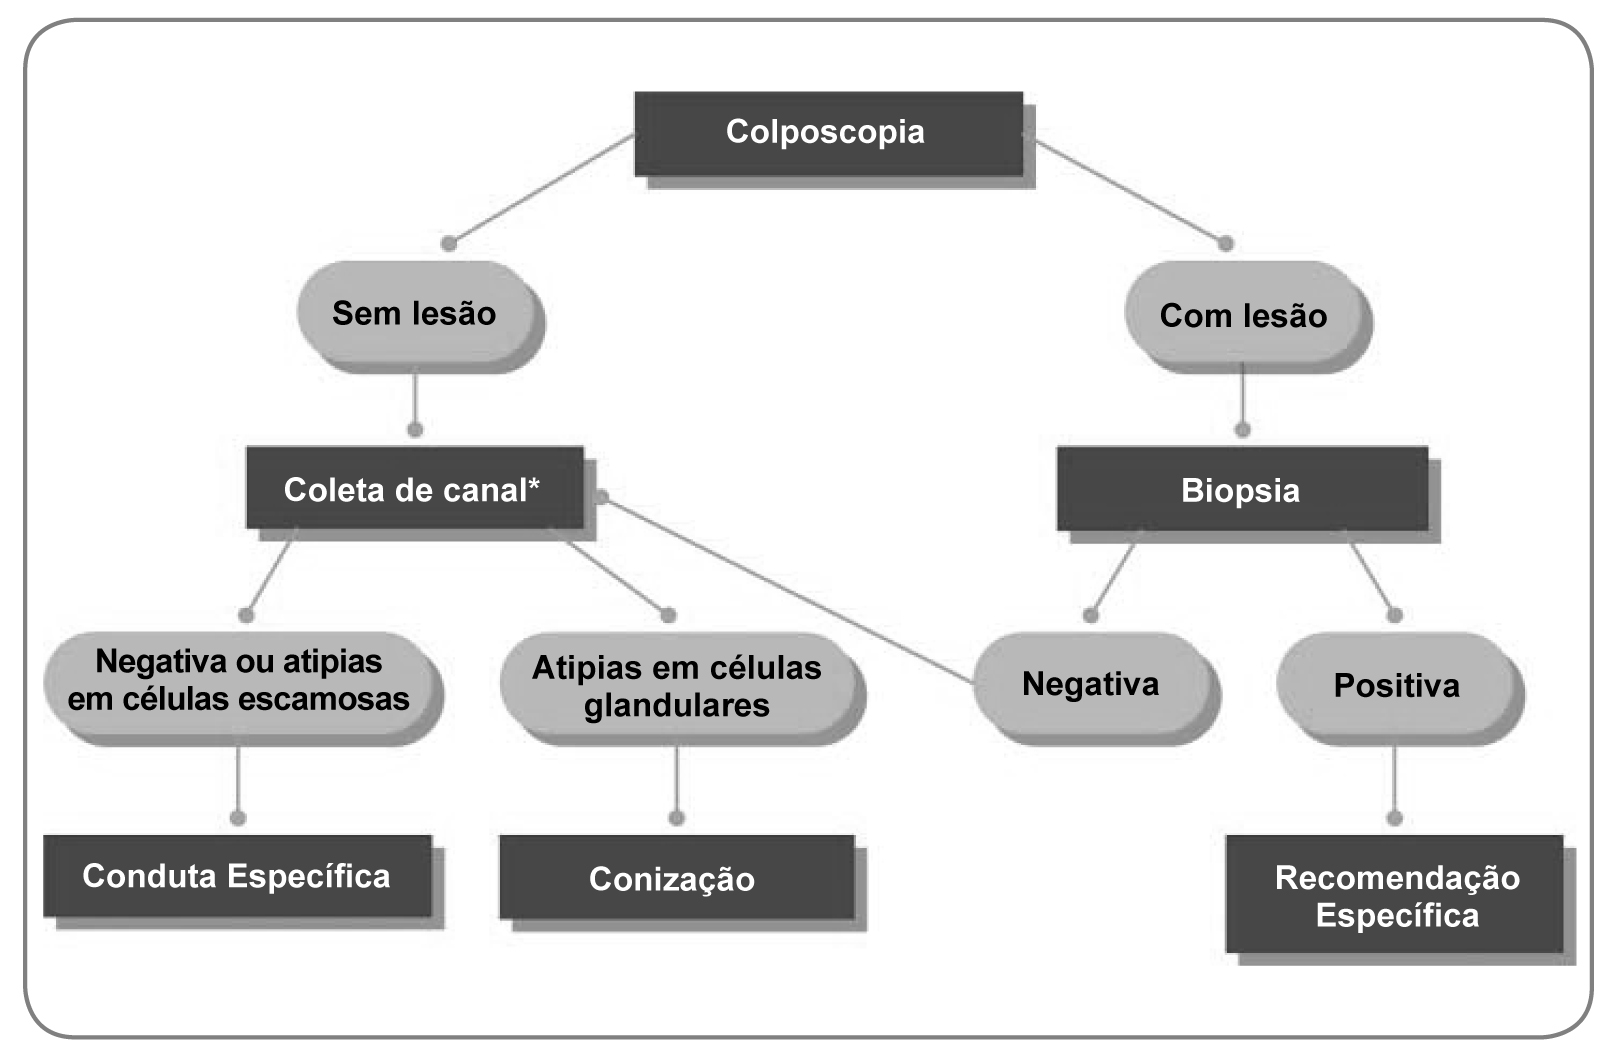 Colposcopia
Sem lesão
Com lesão
Coleta de canal*
Biopsia
Negativa ou atipias
em células escamosas
Atipias em células
glandulares
Negativa
Positiva
Conduta Específica
Conização
Recomendação
Específica